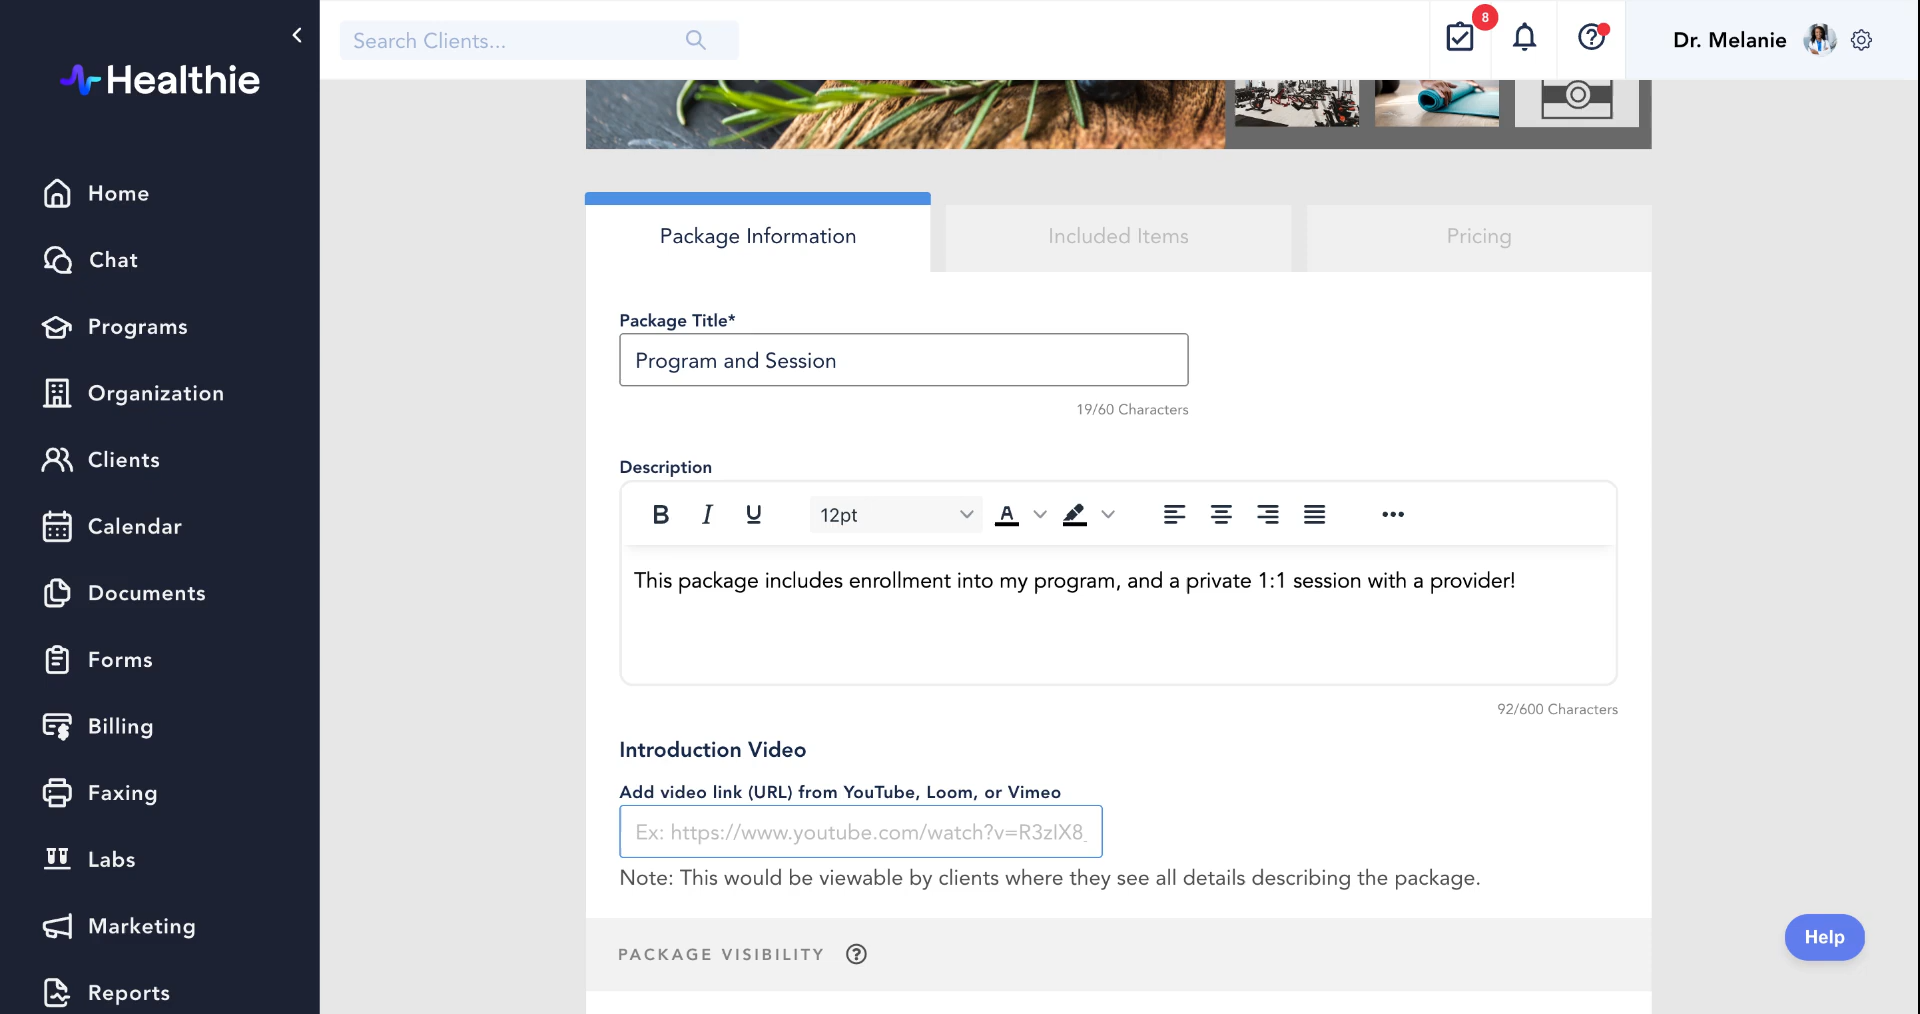 Search Clients...
8
Dr. Melanie
Healthie
Home
Chat
Programs
Organization
Clients
Calendar
Documents
Forms
Billing
Faxing
Labs
Marketing
Reports
Package Information
Included Items
Pricing
Package Title*
Program and Session
19/60 Characters
Description
B I U 12pt A
This package includes enrollment into my program, and a private 1:1 session with a provider!
92/600 Characters
Introduction Video
Add video link (URL) from YouTube, Loom, or Vimeo
Ex: https://www.youtube.com/watch?v=R3zIX8_
Note: This would be viewable by clients where they see all details describing the package.
PACKAGE VISIBILITY
Help